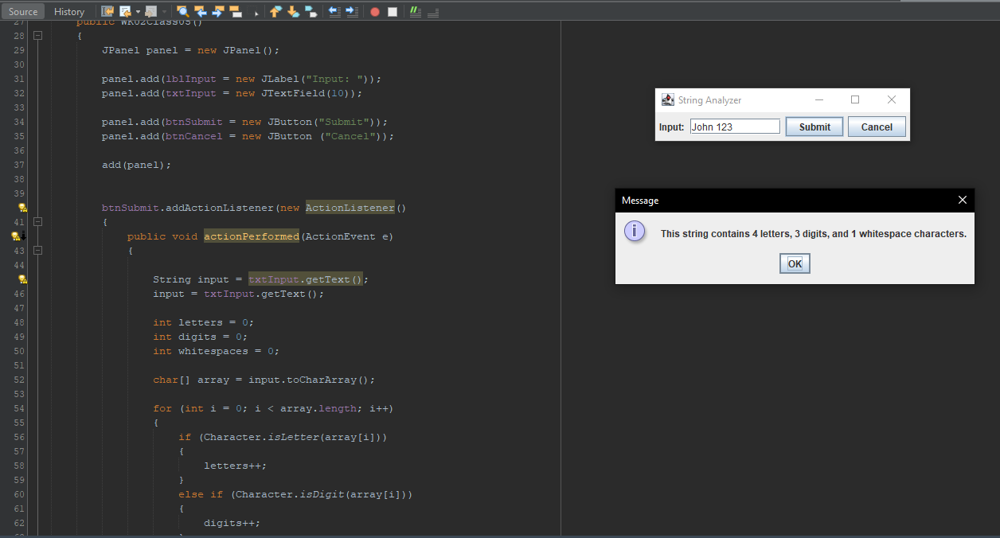 Source History
27 public WK02Class05()
28 {
29 JPanel panel = new JPanel();
30
31 panel.add(lblInput = new JLabel("Input: "));
32 panel.add(txtInput = new JTextField(10));
33
34 panel.add(btnSubmit = new JButton("Submit"));
35 panel.add(btnCancel = new JButton ("Cancel"));
36
37 add(panel);
38
39
btnSubmit.addActionListener(new ActionListener()
41 {
public void actionPerformed(ActionEvent e)
43 {
44
String input = txtInput.getText();
46 input = txtInput.getText();
47
48 int letters = 0;
49 int digits = 0;
50 int whitespaces = 0;
51
52 char[] array = input.toCharArray();
53
54 for (int i = 0; i < array.length; i++)
55 {
56 if (Character.isLetter(array[i]))
57 {
58 letters++;
59 }
60 else if (Character.isDigit(array[i]))
61 {
62 digits++;
String Analyzer
Input: John 123 Submit Cancel
Message
This string contains 4 letters, 3 digits, and 1 whitespace characters.
OK